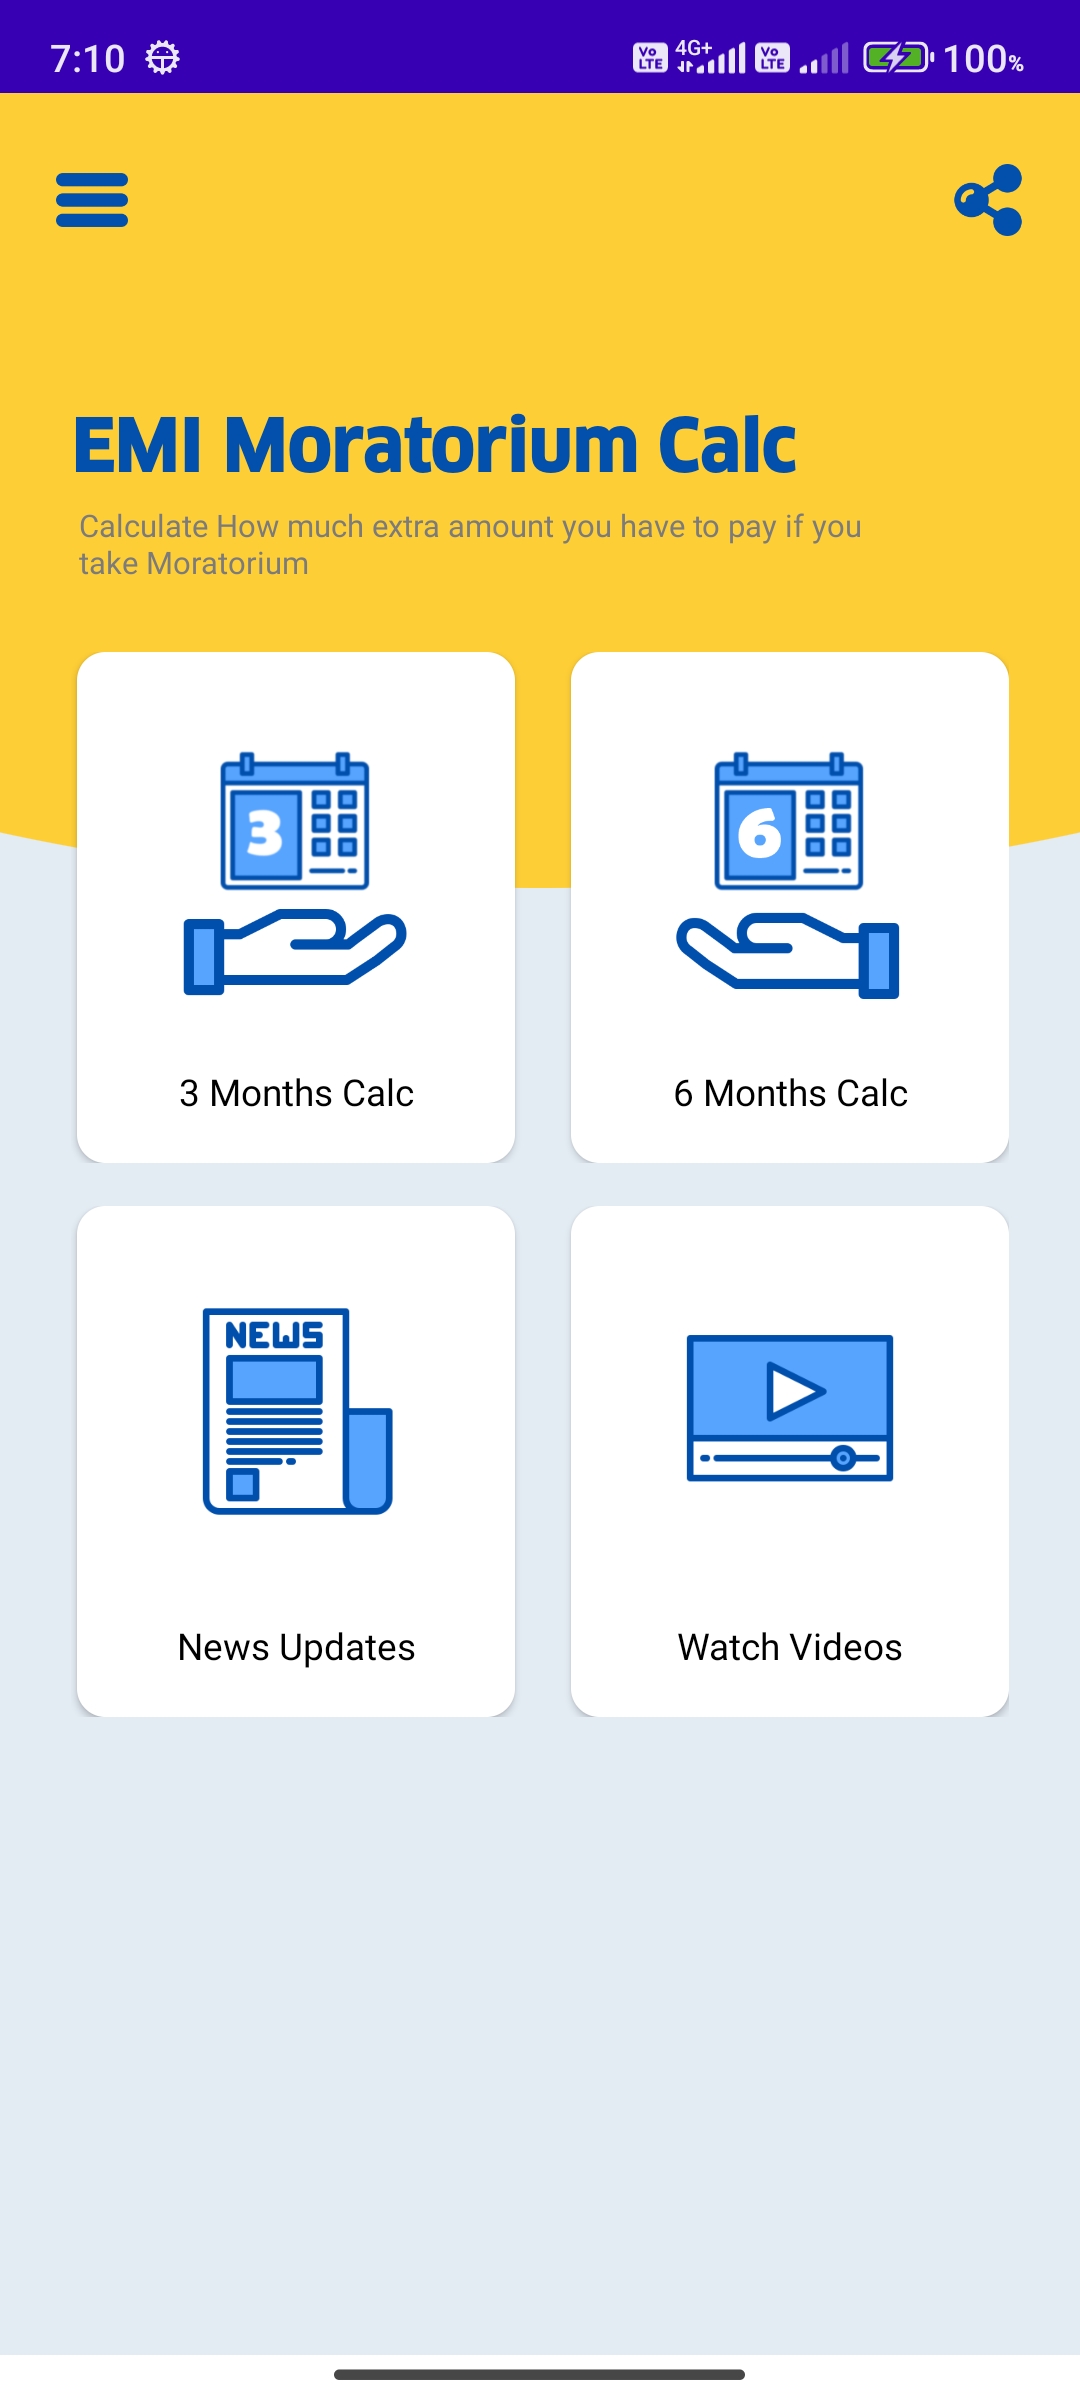 7:10 Vo LTE 4G+ Vo LTE 100%
EMI Moratorium Calc
Calculate How much extra amount you have to pay if you
take Moratorium
3
6
3 Months Calc
6 Months Calc
NEWS
News Updates
Watch Videos